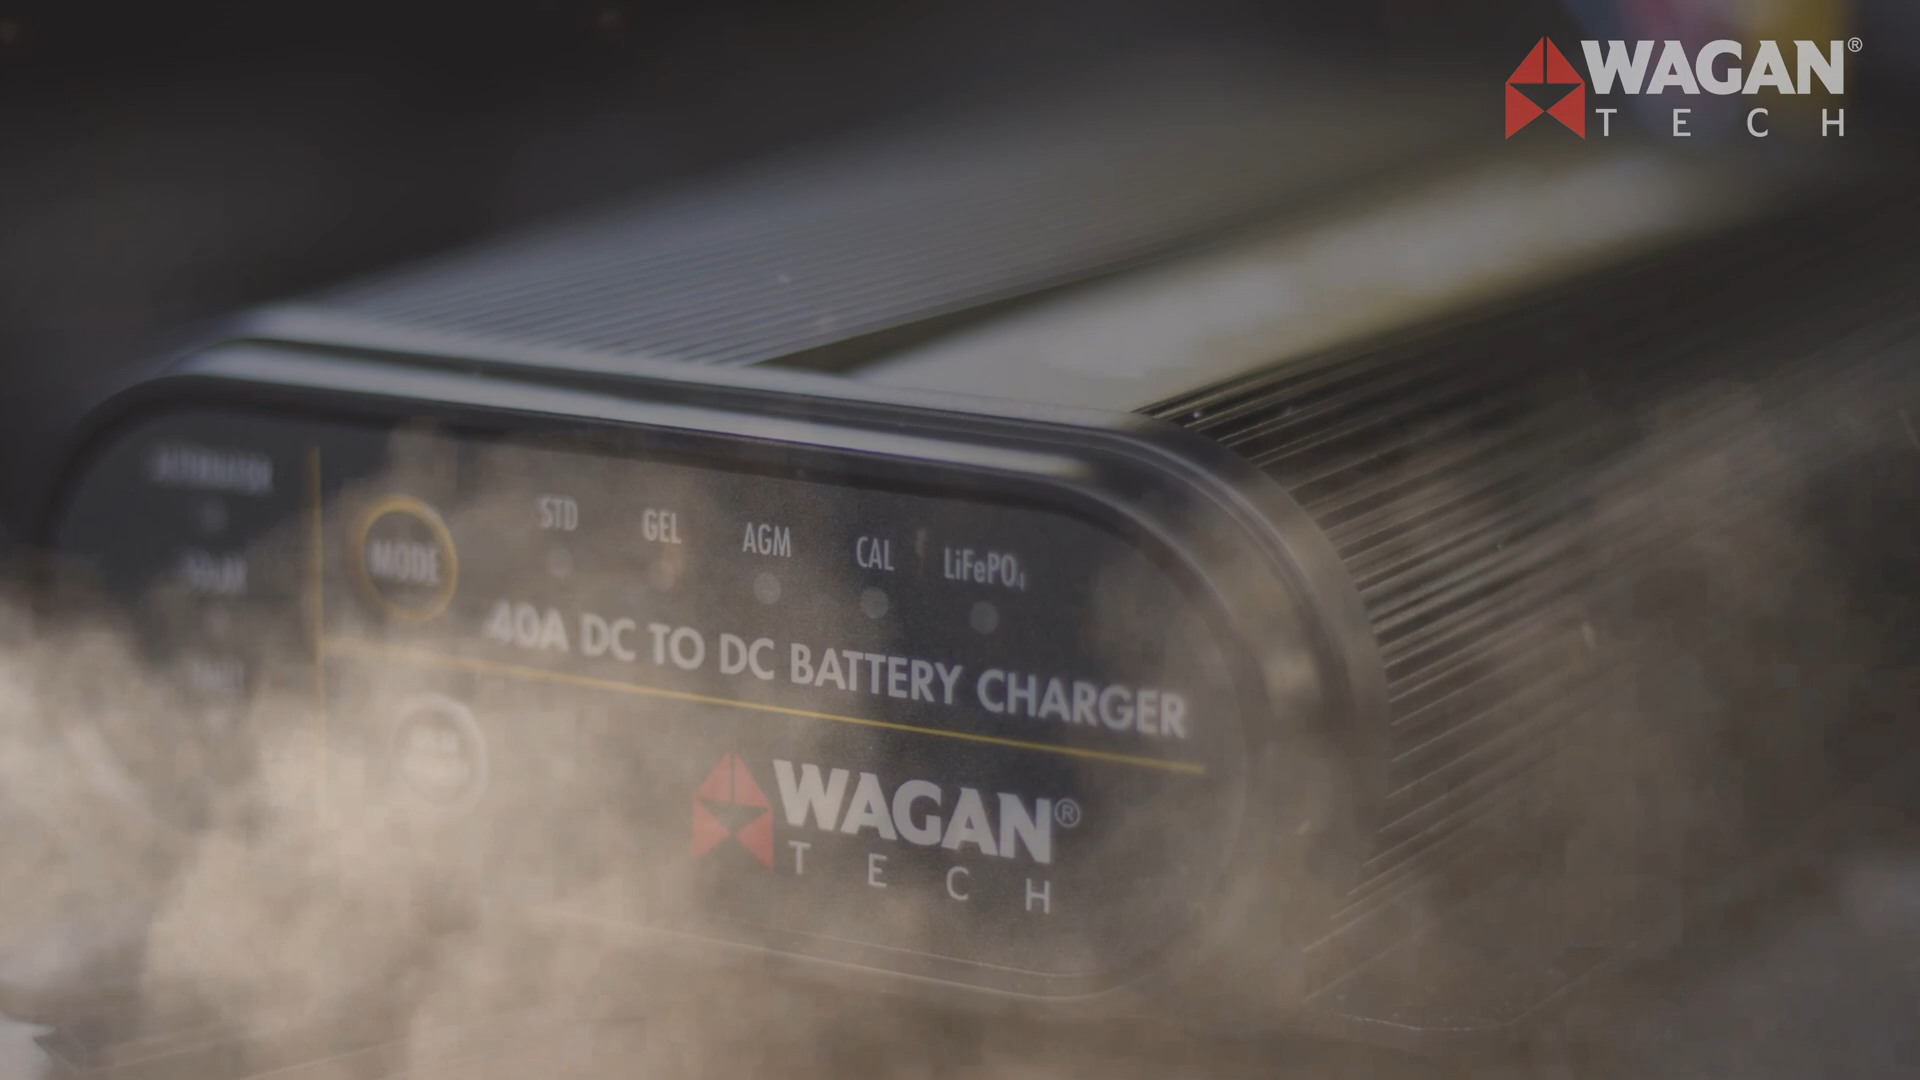 WAGAN®
TECH
MODE
STD GEL AGM CAL LiFePO₄
40A DC TO DC BATTERY CHARGER
WAGAN®
TECH